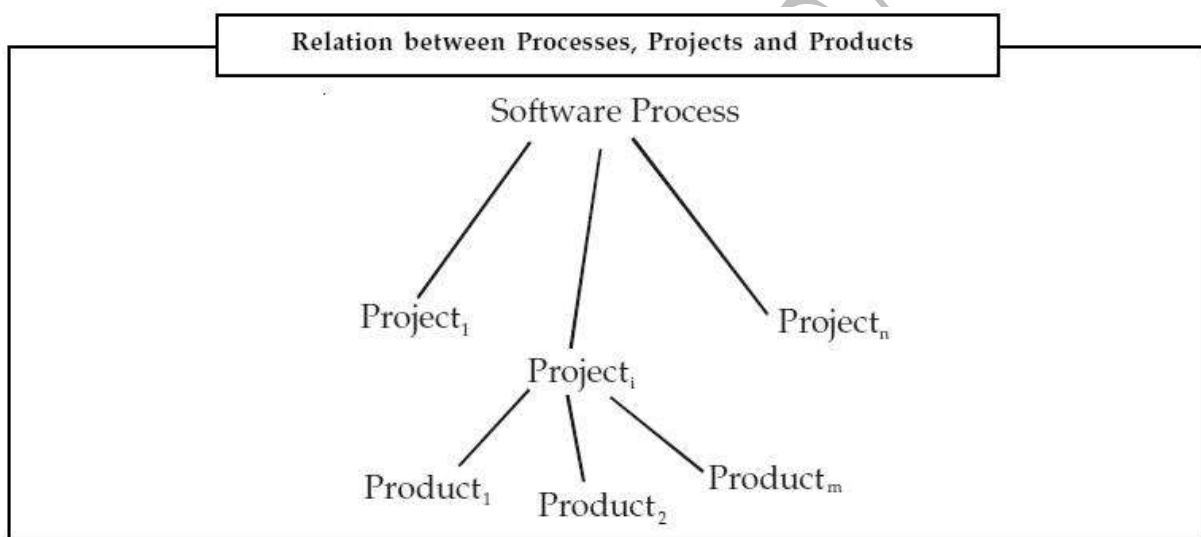 Relation between Processes, Projects and Products
Software Process
Project₁
Projectₙ
Projectᵢ
Product₁
Product₂
Productₘ